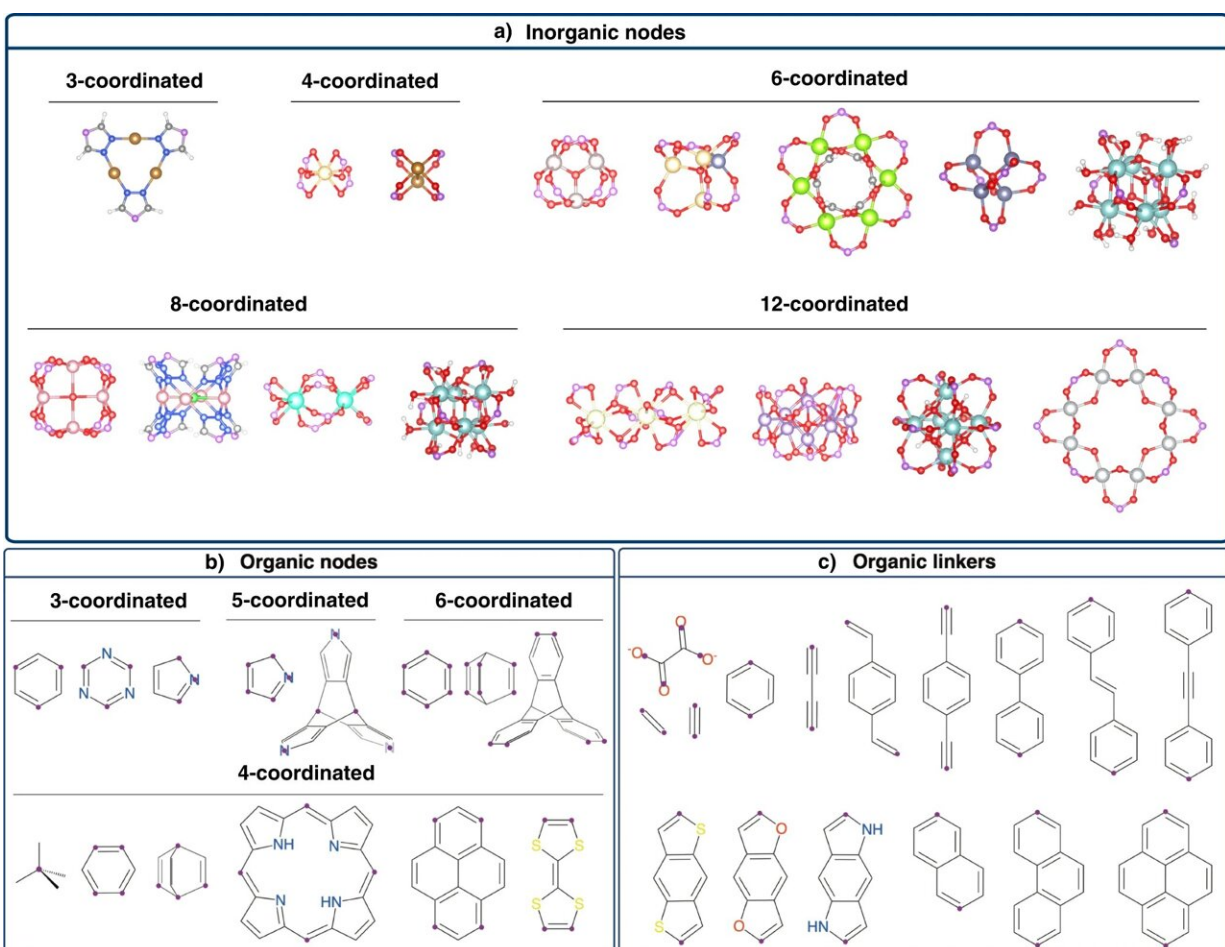 a) Inorganic nodes
3-coordinated 4-coordinated 6-coordinated
8-coordinated 12-coordinated
b) Organic nodes
3-coordinated 5-coordinated 6-coordinated
N N N N N N N N
4-coordinated
NH N N HN S S S S
c) Organic linkers
O O⁻ ⁻O O
S O NH
S O HN